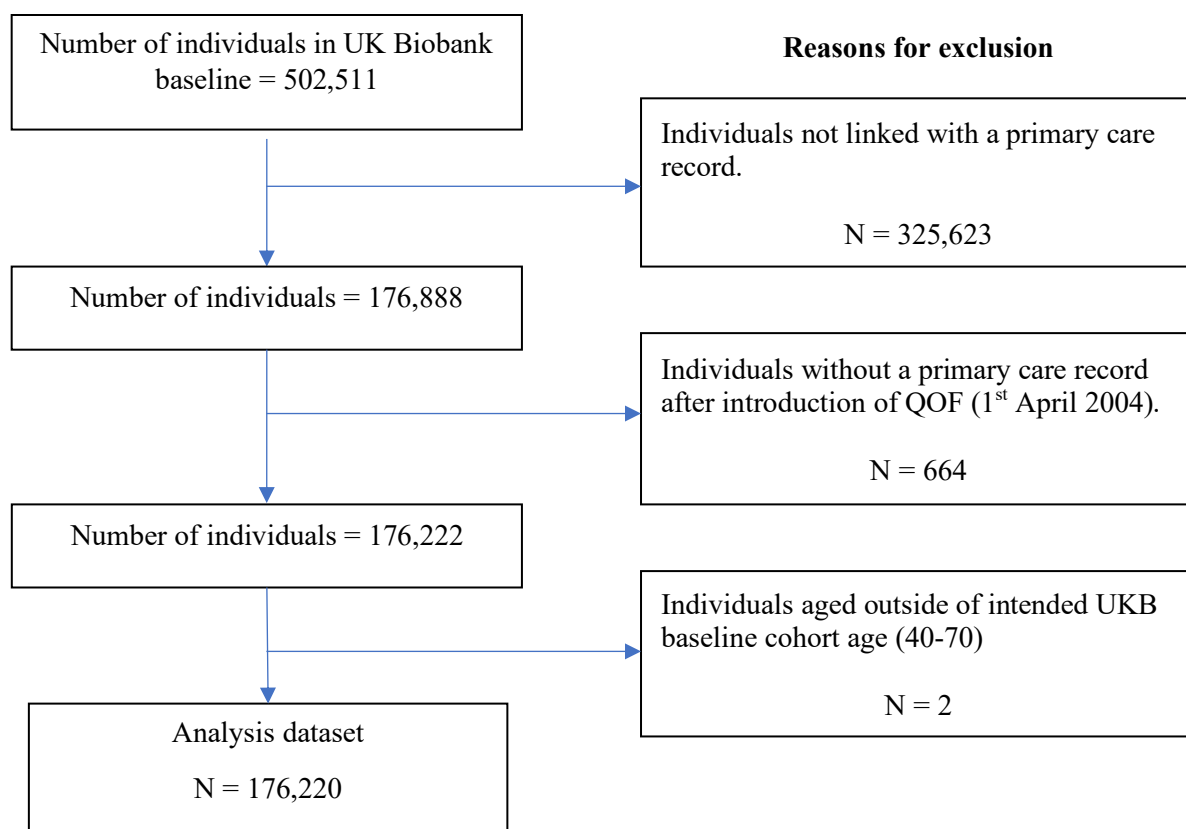 Number of individuals in UK Biobank
baseline = 502,511
Reasons for exclusion
Individuals not linked with a primary care
record.
N = 325,623
Number of individuals = 176,888
Individuals without a primary care record
after introduction of QOF (1st April 2004).
N = 664
Number of individuals = 176,222
Individuals aged outside of intended UKB
baseline cohort age (40-70)
N = 2
Analysis dataset
N = 176,220